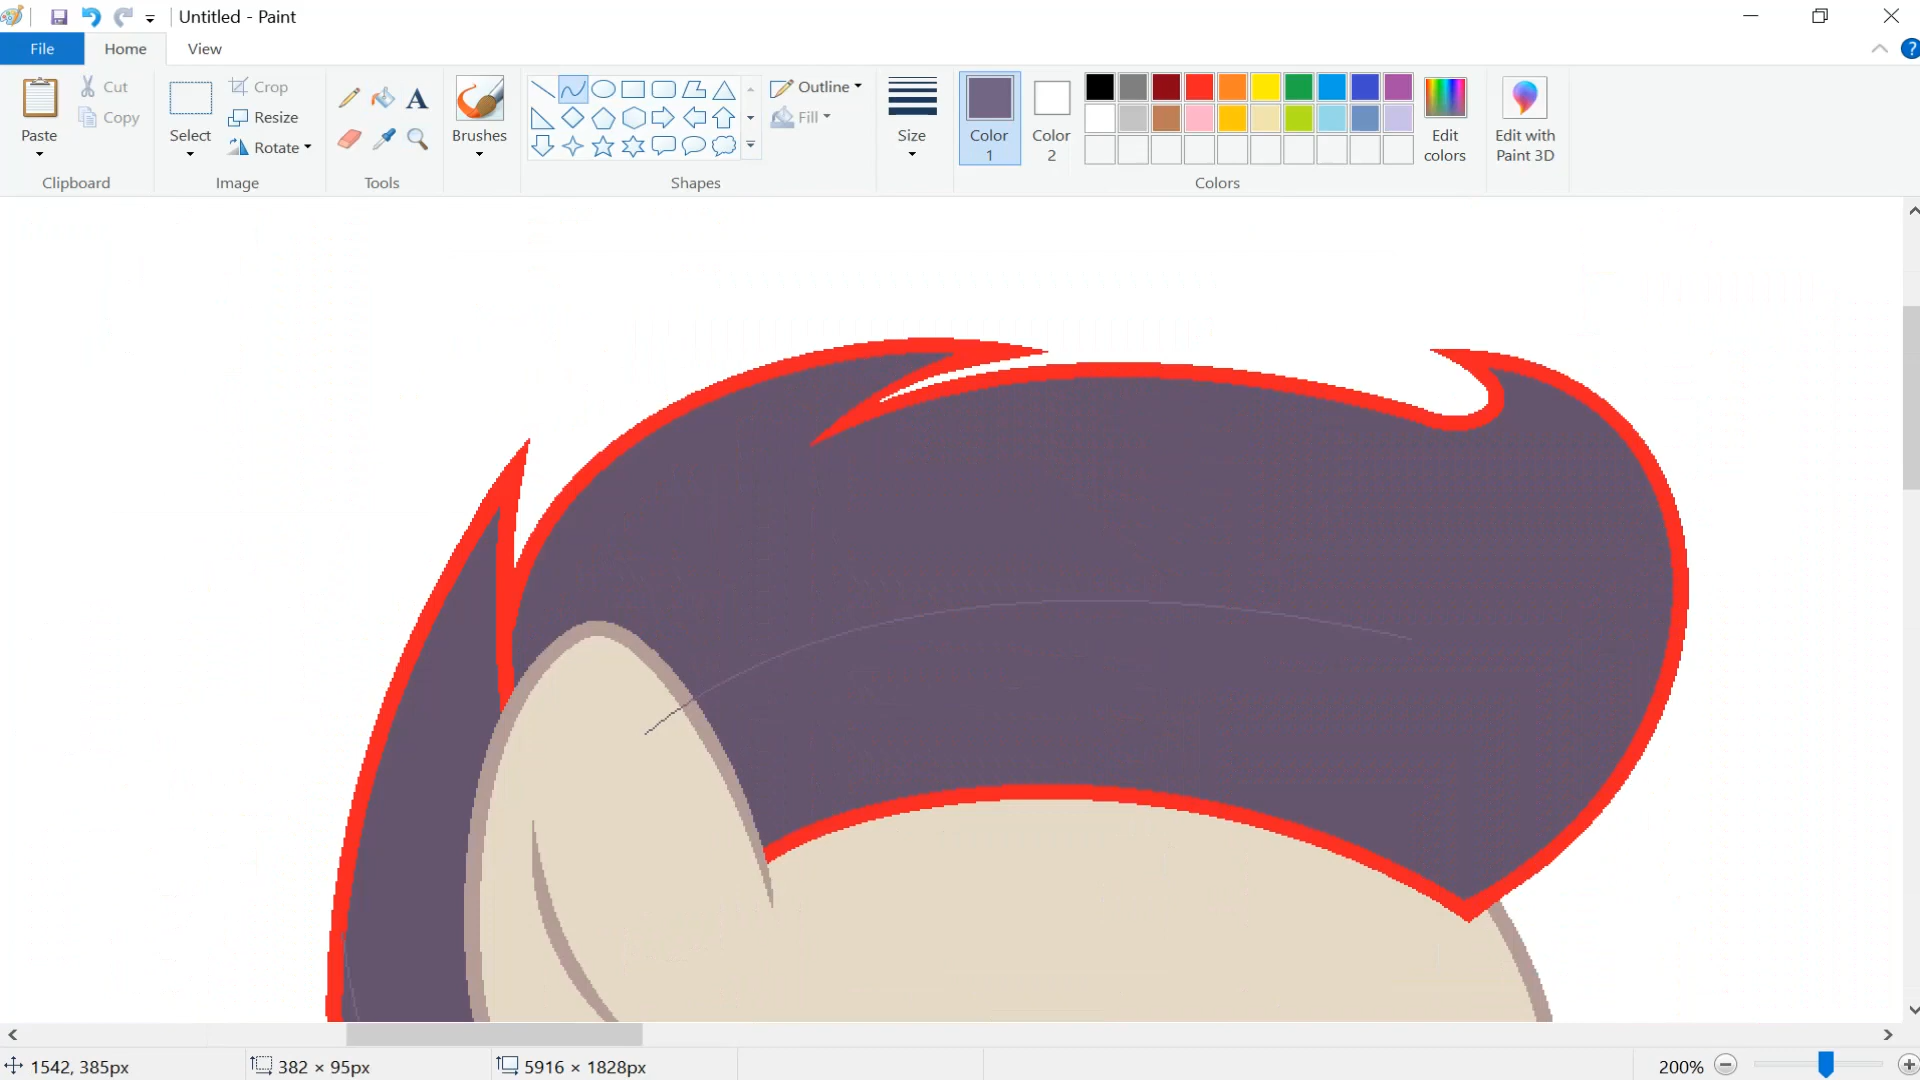 Untitled - Paint
File Home View
Paste
Cut
Copy
Clipboard
Select
Crop
Resize
Rotate
Image
Tools
Brushes
Outline
Fill
Shapes
Size
Color
1
Color
2
Colors
Edit
colors
Edit with
Paint 3D
1542, 385px 382 × 95px 5916 × 1828px 200%